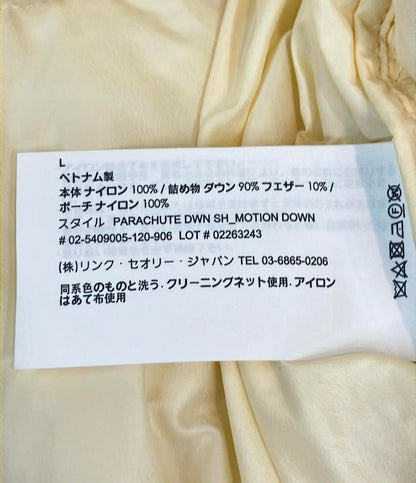 L
ベトナム製
本体 ナイロン 100% / 詰め物 ダウン 90% フェザー 10% /
ポーチ ナイロン 100%
スタイル PARACHUTE DWN SH_MOTION DOWN
# 02-5409005-120-906 LOT # 02263243
(株)リンク・セオリー・ジャパン TEL 03-6865-0206
同系色のものと洗う.クリーニングネット使用.アイロン
はあて布使用